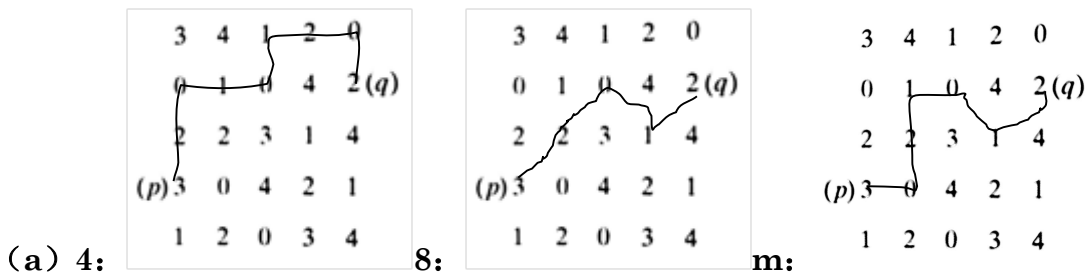 3 4 1 2 0 3 4 1 2 0 3 4 1 2 0
0 1 0 4 2 (q) 0 1 0 4 2 (q) 0 1 0 4 2 (q)
2 2 3 1 4 2 2 3 1 4 2 2 3 1 4
(p) 3 0 4 2 1 (p) 3 0 4 2 1 (p) 3 0 4 2 1
1 2 0 3 4 1 2 0 3 4 1 2 0 3 4
(a) 4: 8: m: